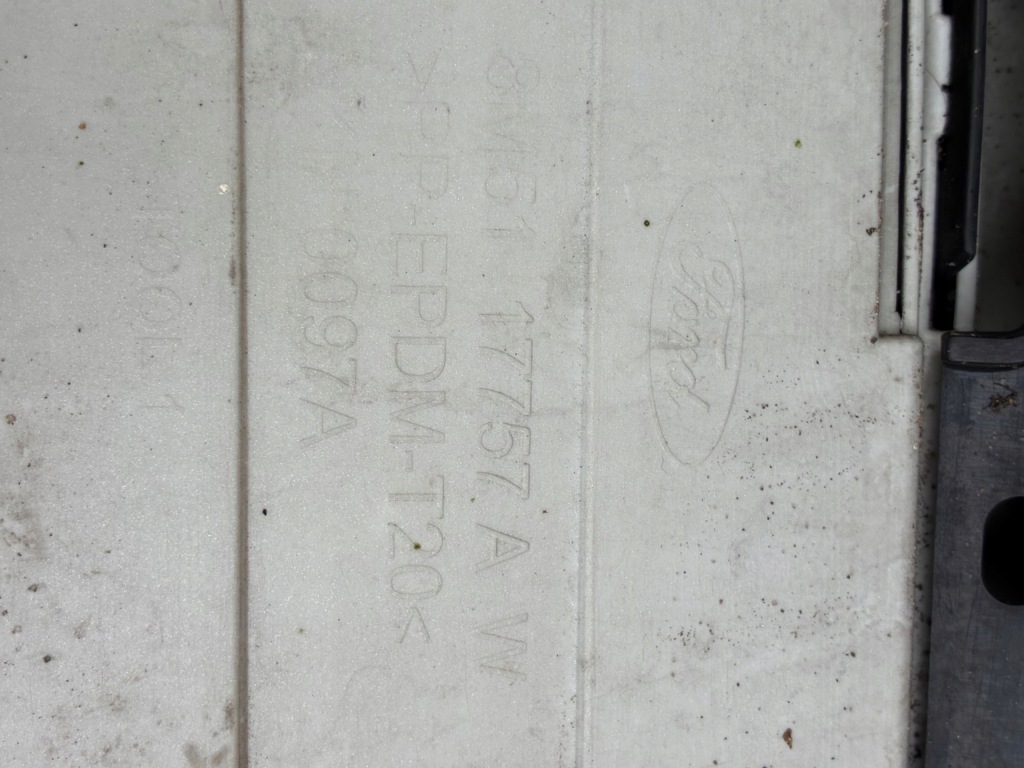 Ford
8M51 17757 A W
>PP-EPDM-T20<
0097A